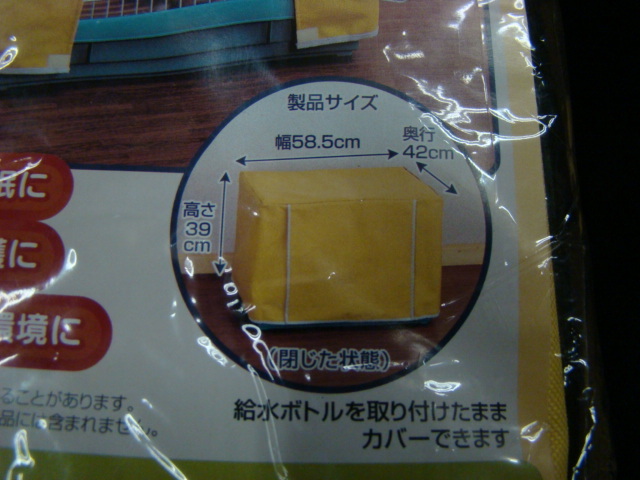 製品サイズ
幅58.5cm
奥行
42cm
高さ
39
cm
(閉じた状態)
給水ボトルを取り付けたまま
カバーできます
に
に
環境に
ることがあります。
品には含まれません。